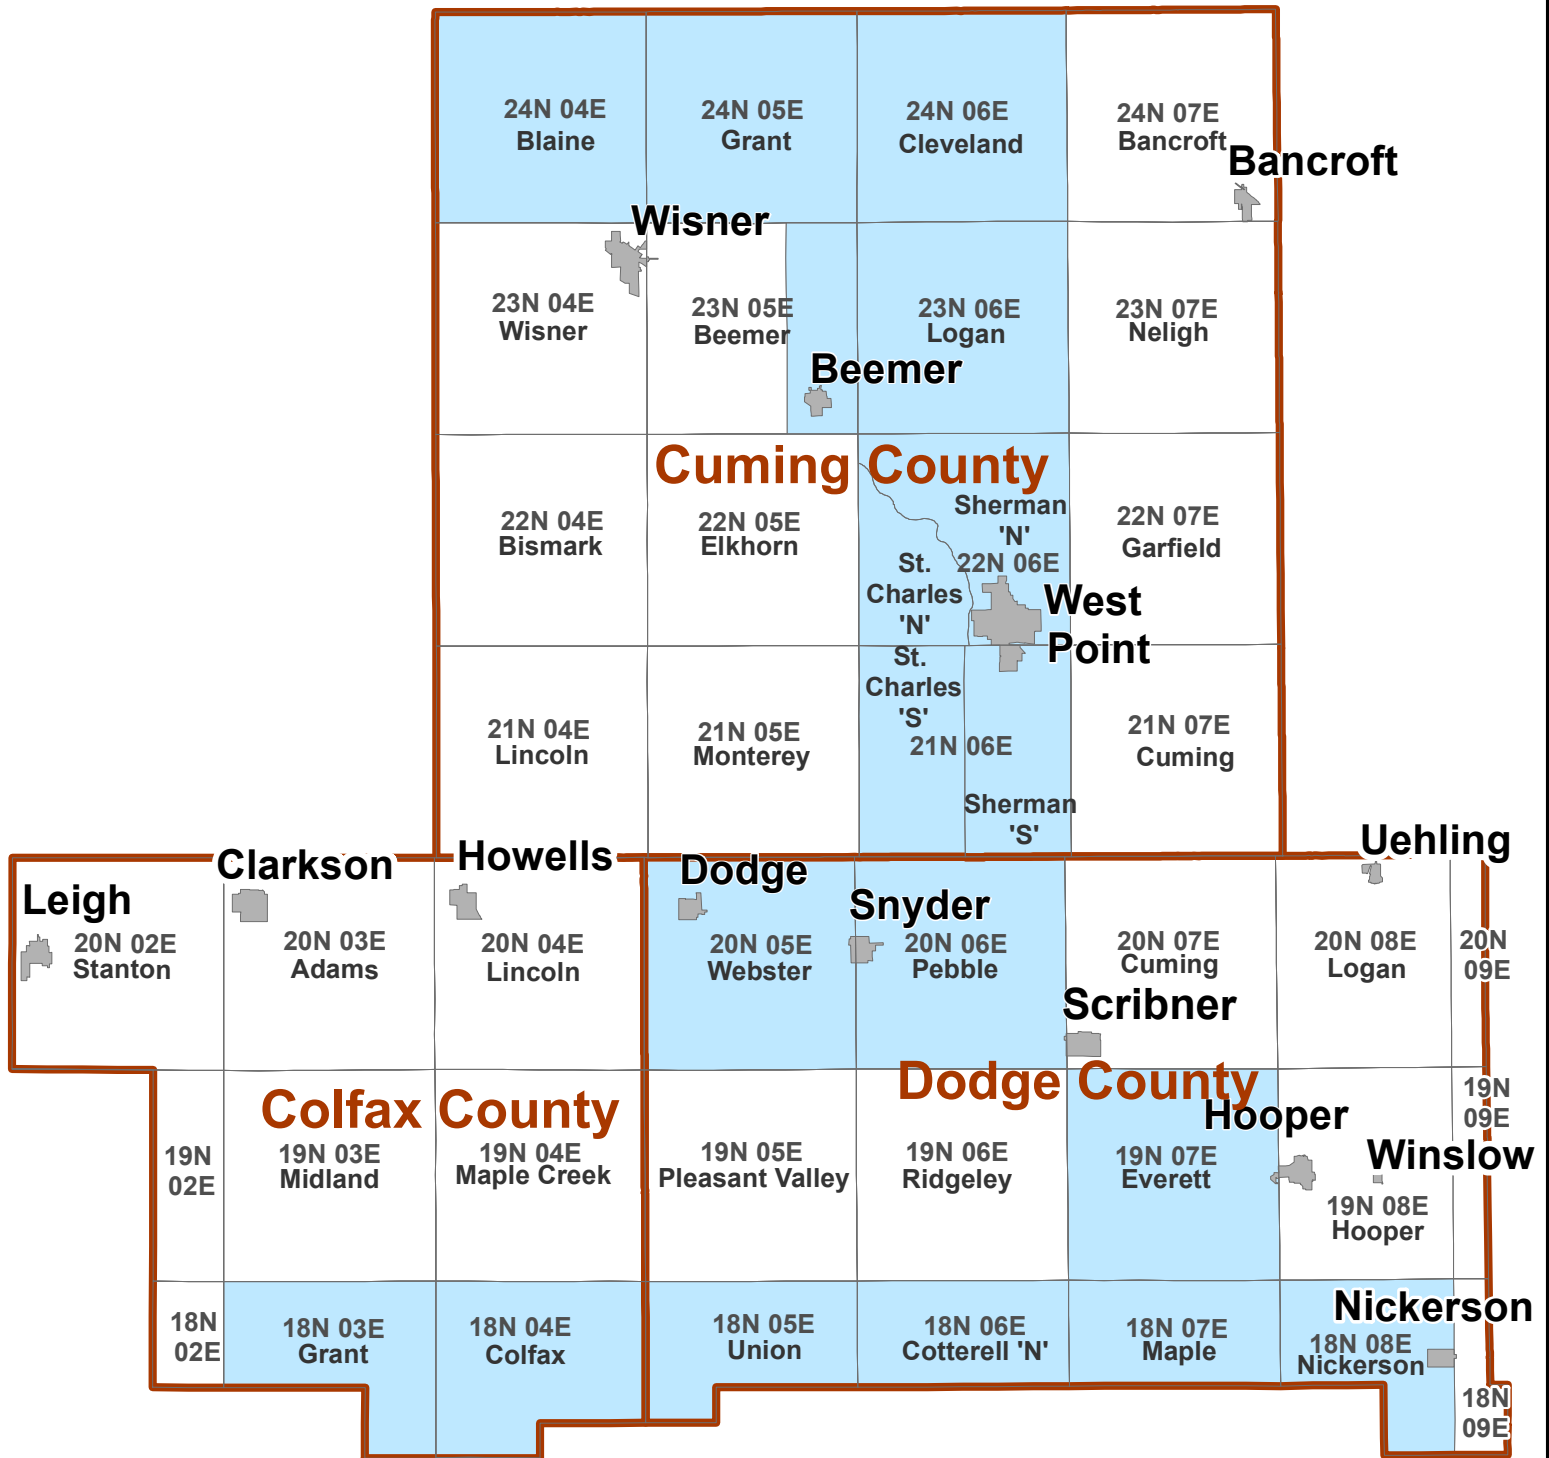 24N 04E
Blaine
24N 05E
Grant
24N 06E
Cleveland
24N 07E
Bancroft
Bancroft
Wisner
23N 04E
Wisner
23N 05E
Beemer
23N 06E
Logan
23N 07E
Neligh
Beemer
Cuming County
22N 04E
Bismark
22N 05E
Elkhorn
Sherman
'N'
22N 06E
St.
Charles
'N'
22N 07E
Garfield
West
Point
21N 04E
Lincoln
21N 05E
Monterey
St.
Charles
'S'
21N 06E
Sherman
'S'
21N 07E
Cuming
Leigh
Clarkson
Howells
Dodge
Snyder
Uehling
20N 02E
Stanton
20N 03E
Adams
20N 04E
Lincoln
20N 05E
Webster
20N 06E
Pebble
20N 07E
Cuming
20N 08E
Logan
20N
09E
Scribner
Colfax County
Dodge County
Hooper
Winslow
19N
02E
19N 03E
Midland
19N 04E
Maple Creek
19N 05E
Pleasant Valley
19N 06E
Ridgeley
19N 07E
Everett
19N 08E
Hooper
19N
09E
18N
02E
18N 03E
Grant
18N 04E
Colfax
18N 05E
Union
18N 06E
Cotterell 'N'
18N 07E
Maple
Nickerson
18N 08E
Nickerson
18N
09E